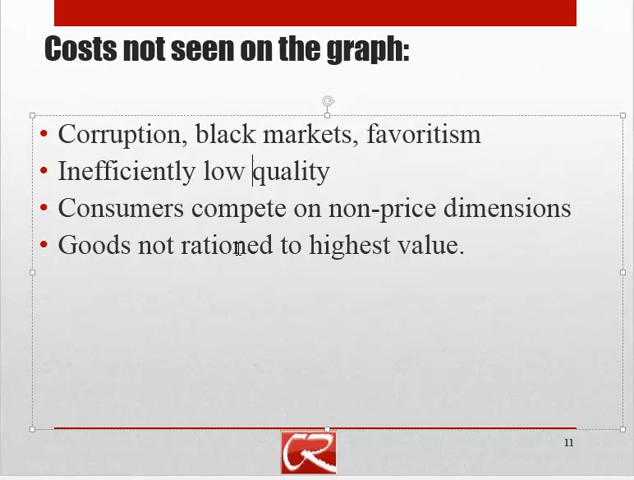 Costs not seen on the graph:
• Corruption, black markets, favoritism
• Inefficiently low quality
• Consumers compete on non-price dimensions
• Goods not rationed to highest value.
11
CR